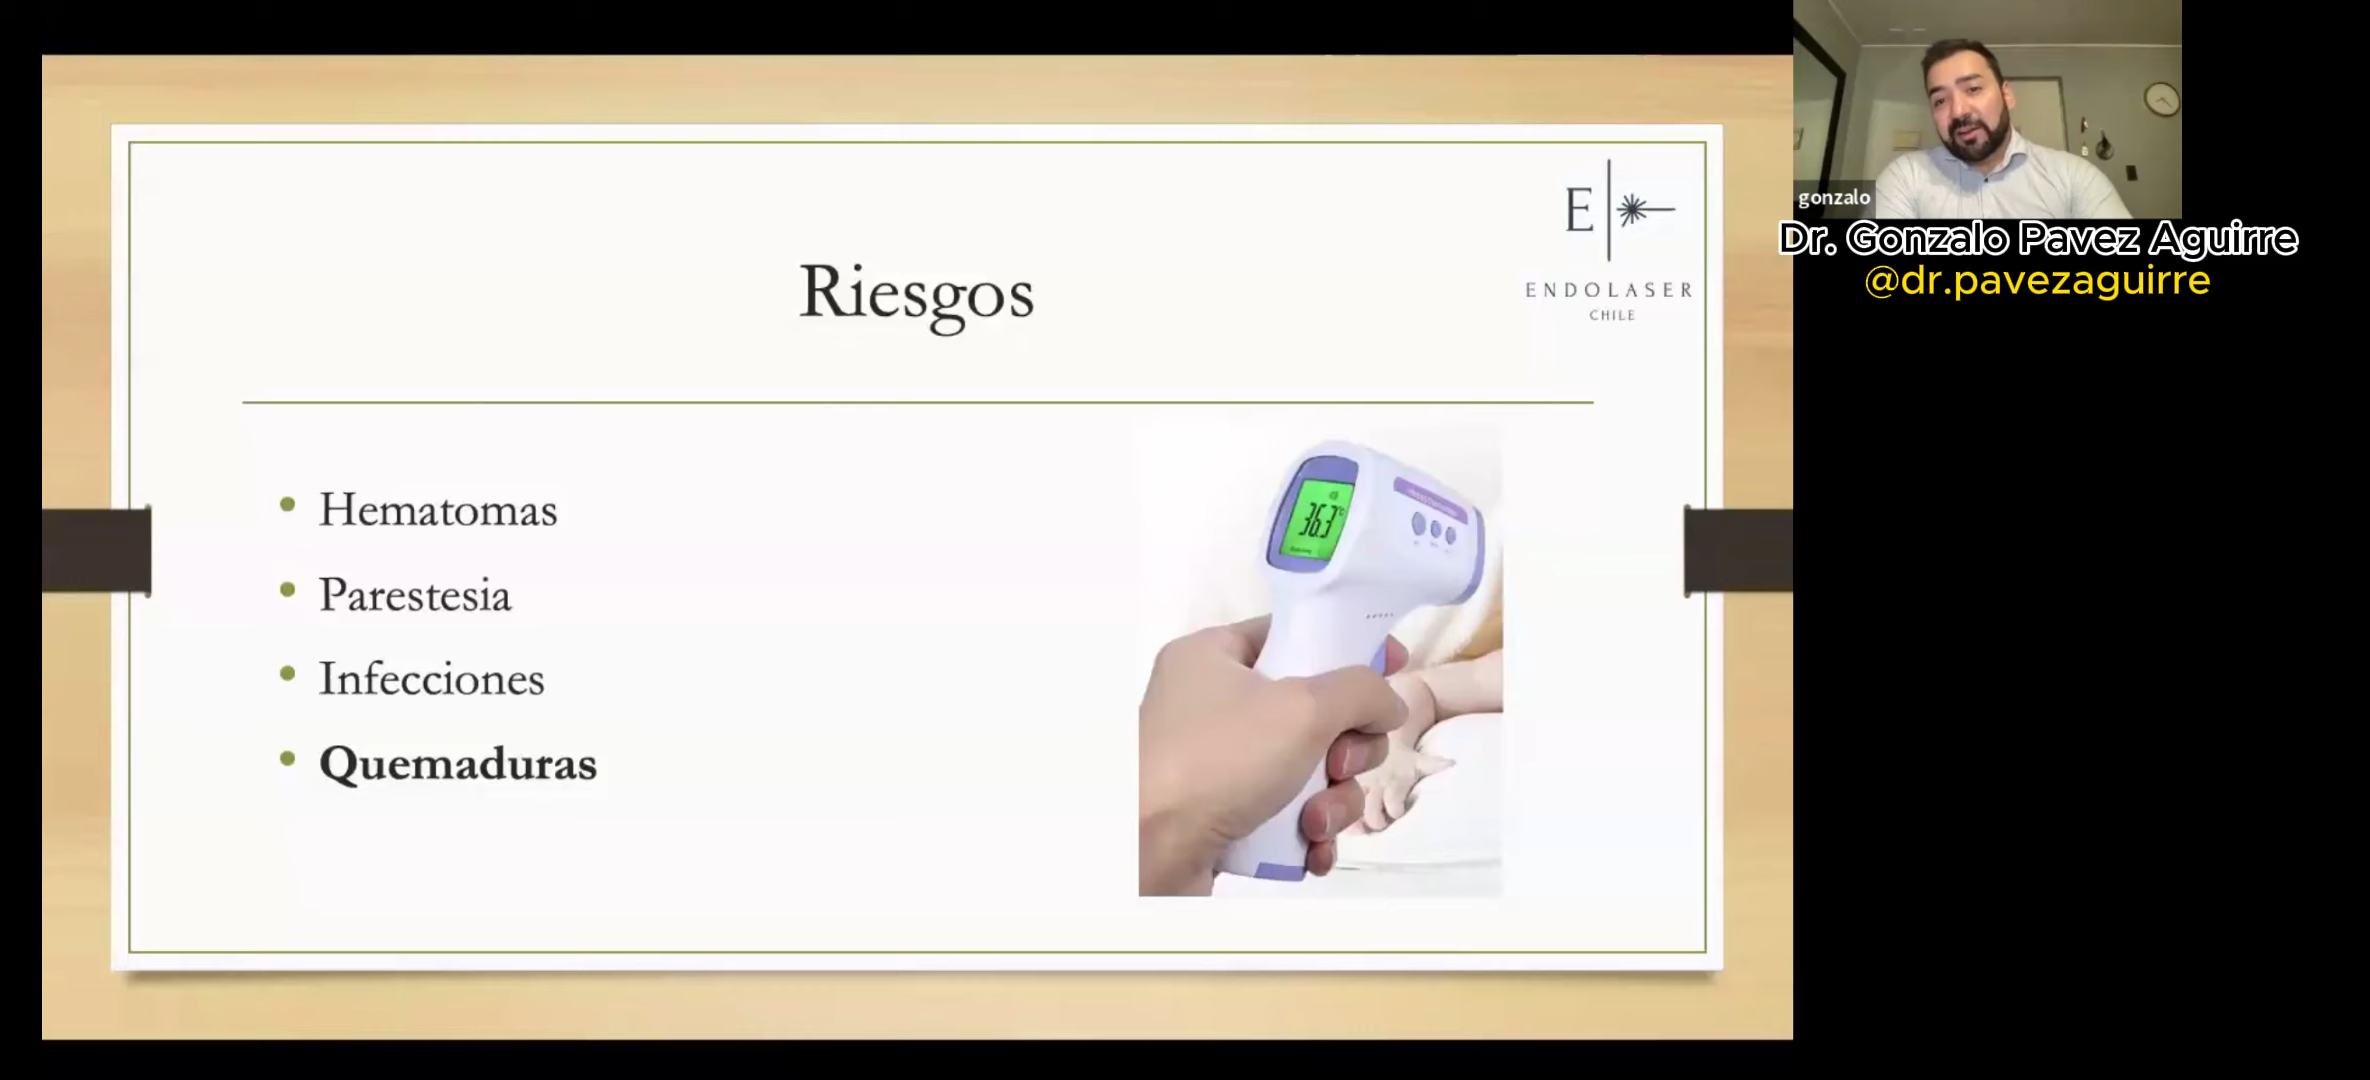 Riesgos
E
ENDOLASER
CHILE
Hematomas
Parestesia
Infecciones
Quemaduras
36.3°C
gonzalo
Dr. Gonzalo Pavez Aguirre
@dr.pavezaguirre